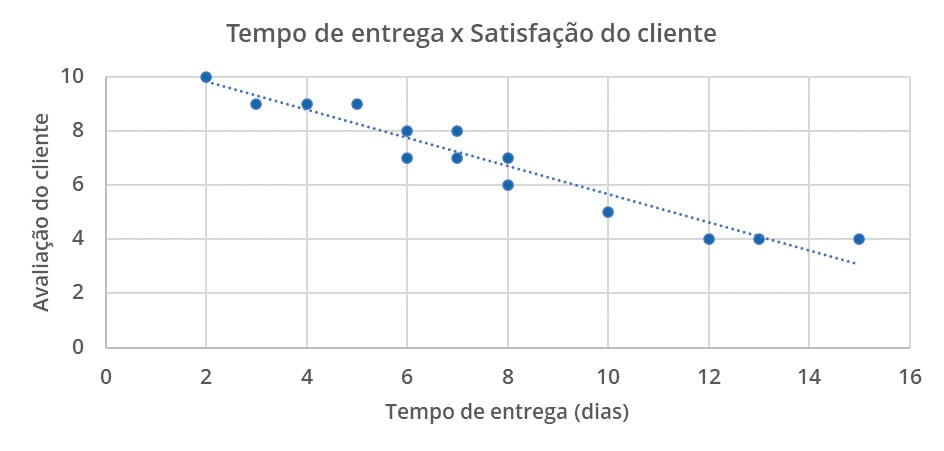 Tempo de entrega x Satisfação do cliente
Avaliação do cliente
10
8
6
4
2
0
0 2 4 6 8 10 12 14 16
Tempo de entrega (dias)